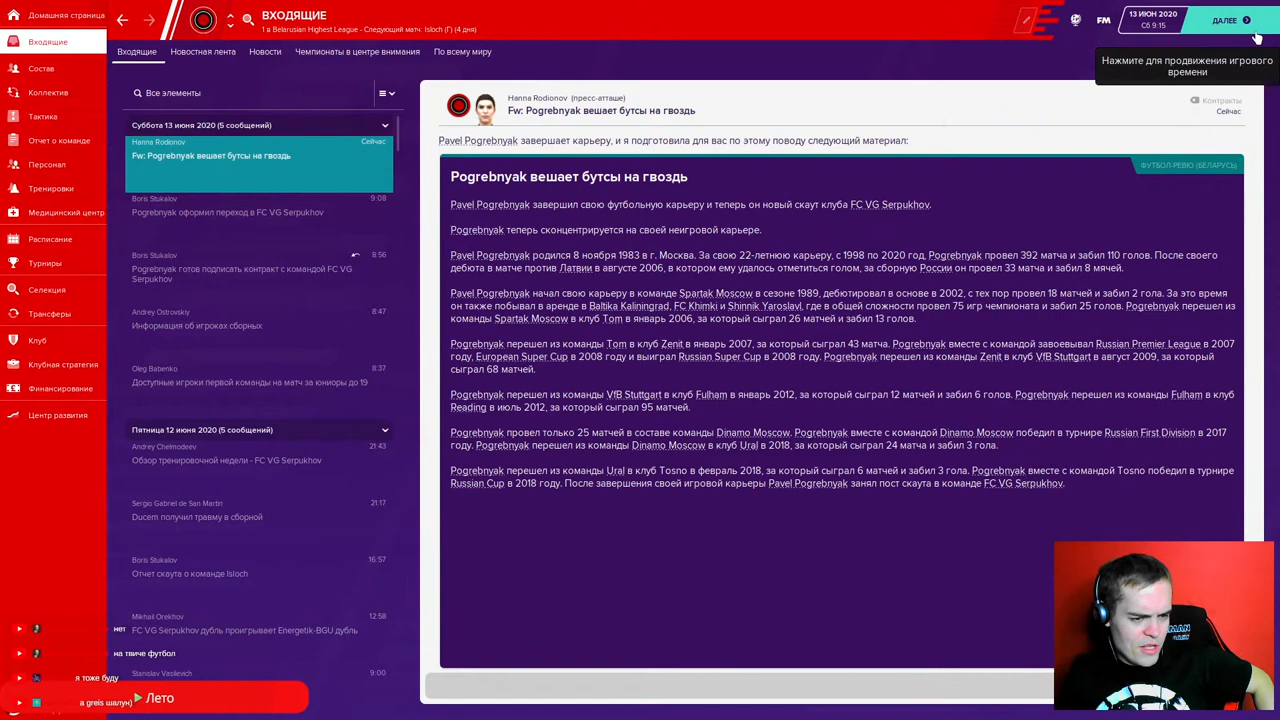 Домашняя страница
ВХОДЯЩИЕ
1 в Belarusian Highest League - Следующий матч: Isloch (Г) (4 дня)
FM
13 ИЮН 2020
Сб 9:15
ДАЛЕЕ
Нажмите для продвижения игрового
времени
Входящие
Состав
Коллектив
Тактика
Отчет о команде
Персонал
Тренировки
Медицинский центр
Расписание
Турниры
Селекция
Трансферы
Клуб
Клубная стратегия
Финансирование
Центр развития
Входящие Новостная лента Новости Чемпионаты в центре внимания По всему миру
Все элементы
Суббота 13 июня 2020 (5 сообщений)
Hanna Rodionov Сейчас
Fw: Pogrebnyak вешает бутсы на гвоздь
Boris Stukalov 9:08
Pogrebnyak оформил переход в FC VG Serpukhov
Boris Stukalov 8:56
Pogrebnyak готов подписать контракт с командой FC VG
Serpukhov
Andrey Ostrovskiy 8:47
Информация об игроках сборных
Oleg Babenko 8:37
Доступные игроки первой команды на матч за юниоры до 19
Пятница 12 июня 2020 (5 сообщений)
Andrey Chelmodeev 21:43
Обзор тренировочной недели - FC VG Serpukhov
Sergio Gabriel de San Martin 21:17
Ducem получил травму в сборной
Boris Stukalov 16:57
Отчет скаута о команде Isloch
Mikhail Orekhov 12:58
FC VG Serpukhov дубль проигрывает Energetik-BGU дубль
Stanislav Vasilevich 9:00
Hanna Rodionov (пресс-атташе)
Fw: Pogrebnyak вешает бутсы на гвоздь
Контракты
Сейчас
Pavel Pogrebnyak завершает карьеру, и я подготовила для вас по этому поводу следующий материал:
ФУТБОЛ-РЕВЮ (БЕЛАРУСЬ)
Pogrebnyak вешает бутсы на гвоздь
Pavel Pogrebnyak завершил свою футбольную карьеру и теперь он новый скаут клуба FC VG Serpukhov.
Pogrebnyak теперь сконцентрируется на своей неигровой карьере.
Pavel Pogrebnyak родился 8 ноября 1983 в г. Москва. За свою 22-летнюю карьеру, с 1998 по 2020 год, Pogrebnyak провел 392 матча и забил 110 голов. После своего
дебюта в матче против Латвии в августе 2006, в котором ему удалось отметиться голом, за сборную России он провел 33 матча и забил 8 мячей.
Pavel Pogrebnyak начал свою карьеру в команде Spartak Moscow в сезоне 1989, дебютировал в основе в 2002, с тех пор провел 18 матчей и забил 2 гола. За это время
он также побывал в аренде в Baltika Kaliningrad, FC Khimki и Shinnik Yaroslavl, где в общей сложности провел 75 игр чемпионата и забил 25 голов. Pogrebnyak перешел из
команды Spartak Moscow в клуб Tom в январь 2006, за который сыграл 26 матчей и забил 13 голов.
Pogrebnyak перешел из команды Tom в клуб Zenit в январь 2007, за который сыграл 43 матча. Pogrebnyak вместе с командой завоевывал Russian Premier League в 2007
году, European Super Cup в 2008 году и выиграл Russian Super Cup в 2008 году. Pogrebnyak перешел из команды Zenit в клуб VfB Stuttgart в август 2009, за который
сыграл 68 матчей.
Pogrebnyak перешел из команды VfB Stuttgart в клуб Fulham в январь 2012, за который сыграл 12 матчей и забил 6 голов. Pogrebnyak перешел из команды Fulham в клуб
Reading в июль 2012, за который сыграл 95 матчей.
Pogrebnyak провел только 25 матчей в составе команды Dinamo Moscow. Pogrebnyak вместе с командой Dinamo Moscow победил в турнире Russian First Division в 2017
году. Pogrebnyak перешел из команды Dinamo Moscow в клуб Ural в 2018, за который сыграл 24 матча и забил 3 гола.
Pogrebnyak перешел из команды Ural в клуб Tosno в февраль 2018, за который сыграл 6 матчей и забил 3 гола. Pogrebnyak вместе с командой Tosno победил в турнире
Russian Cup в 2018 году. После завершения своей игровой карьеры Pavel Pogrebnyak занял пост скаута в команде FC VG Serpukhov.
нет
на твиче футбол
я тоже буду
а greis шалун)
Лето